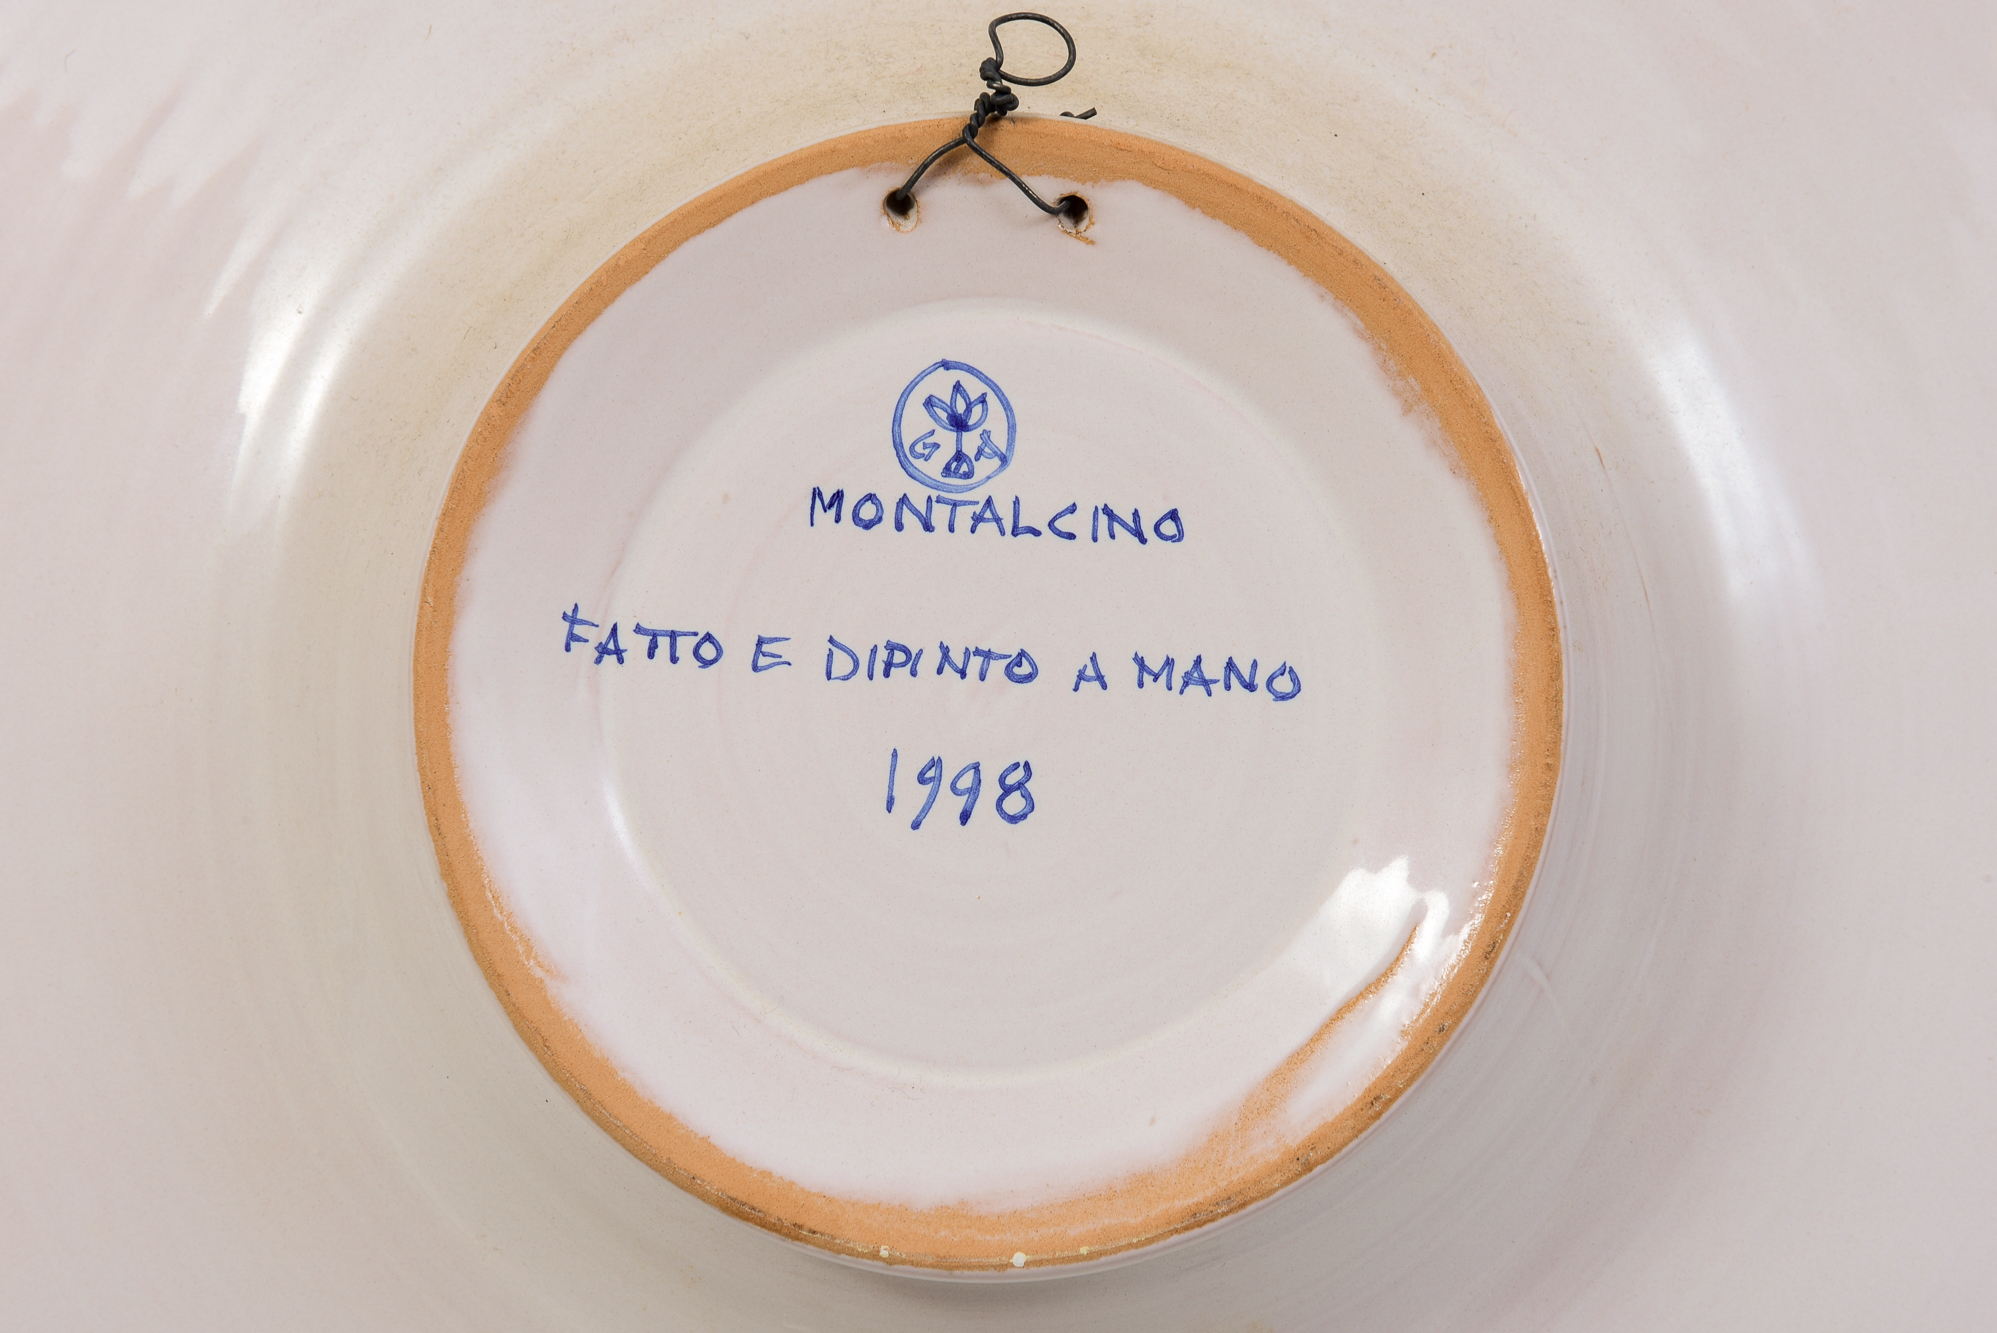 G A
MONTALCINO
FATTO E DIPINTO A MANO
1998